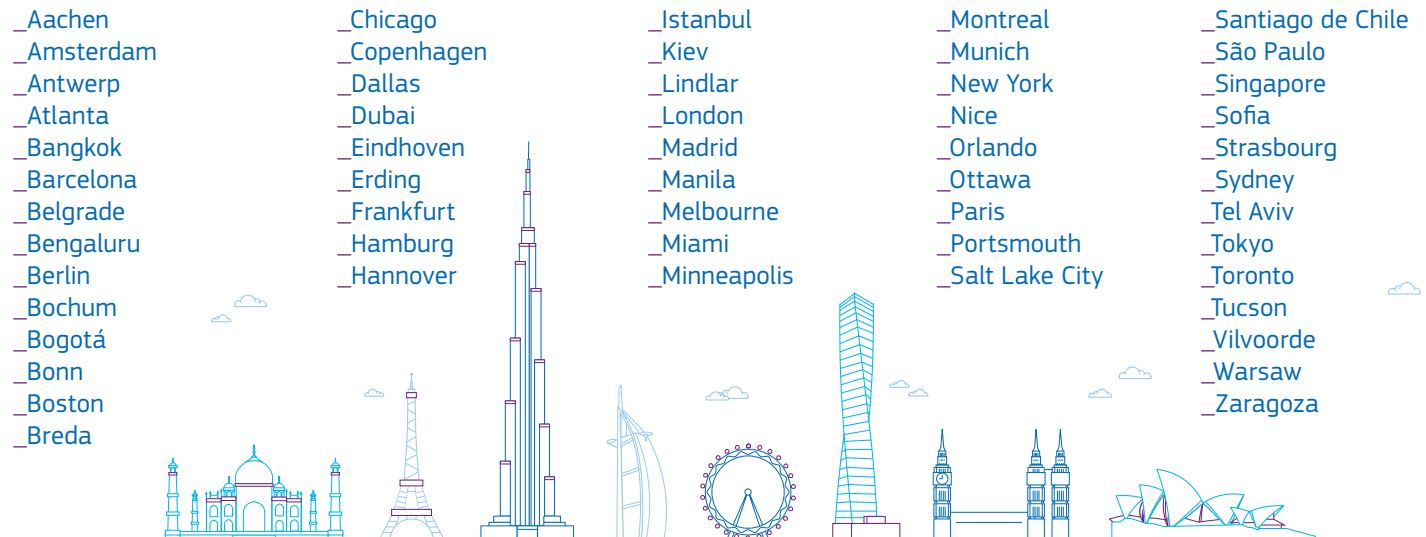 _Aachen
_Amsterdam
_Antwerp
_Atlanta
_Bangkok
_Barcelona
_Belgrade
_Bengaluru
_Berlin
_Bochum
_Bogotá
_Bonn
_Boston
_Breda
_Chicago
_Copenhagen
_Dallas
_Dubai
_Eindhoven
_Erding
_Frankfurt
_Hamburg
_Hannover
_Istanbul
_Kiev
_Lindlar
_London
_Madrid
_Manila
_Melbourne
_Miami
_Minneapolis
_Montreal
_Munich
_New York
_Nice
_Orlando
_Ottawa
_Paris
_Portsmouth
_Salt Lake City
_Santiago de Chile
_São Paulo
_Singapore
_Sofia
_Strasbourg
_Sydney
_Tel Aviv
_Tokyo
_Toronto
_Tucson
_Vilvoorde
_Warsaw
_Zaragoza